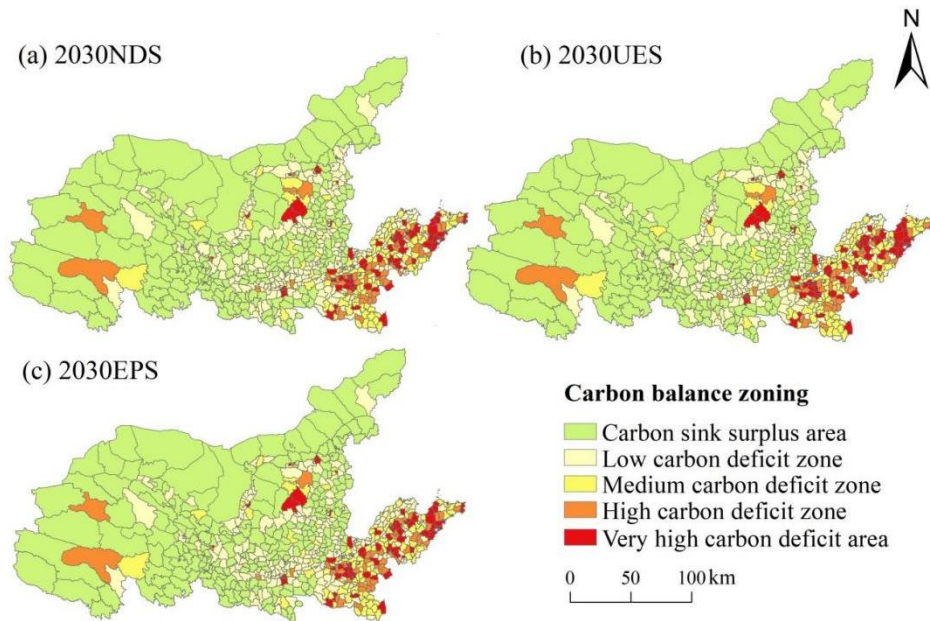 (a) 2030NDS
(b) 2030UES
N
(c) 2030EPS
Carbon balance zoning
Carbon sink surplus area
Low carbon deficit zone
Medium carbon deficit zone
High carbon deficit zone
Very high carbon deficit area
0 50 100 km